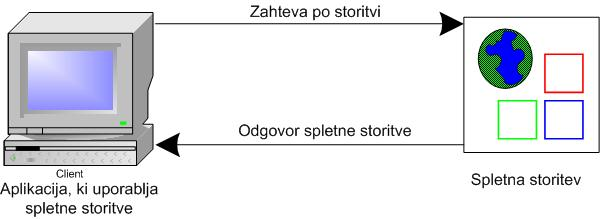 Zahteva po storitvi
Odgovor spletne storitve
Client
Aplikacija, ki uporablja
spletne storitve
Spletna storitev